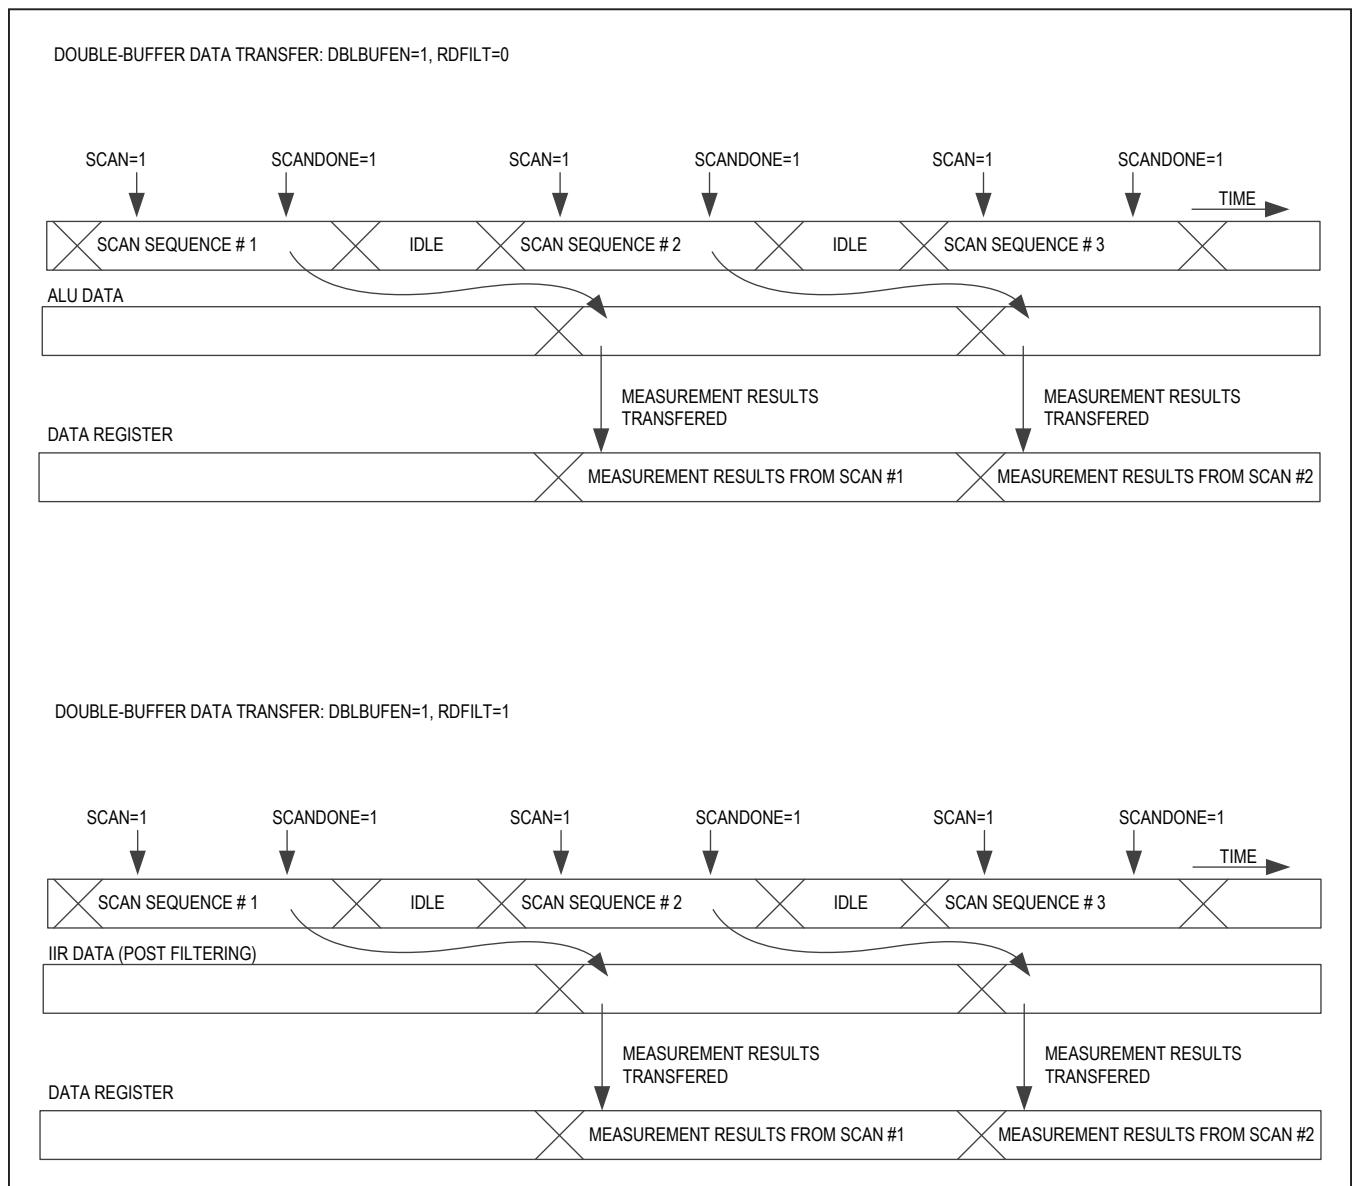 DOUBLE-BUFFER DATA TRANSFER: DBLBUFEN=1, RDFILT=0
SCAN=1 SCANDONE=1 SCAN=1 SCANDONE=1 SCAN=1 SCANDONE=1
TIME
SCAN SEQUENCE # 1 IDLE SCAN SEQUENCE # 2 IDLE SCAN SEQUENCE # 3
ALU DATA
MEASUREMENT RESULTS MEASUREMENT RESULTS
TRANSFERED TRANSFERED
DATA REGISTER
MEASUREMENT RESULTS FROM SCAN #1 MEASUREMENT RESULTS FROM SCAN #2
DOUBLE-BUFFER DATA TRANSFER: DBLBUFEN=1, RDFILT=1
SCAN=1 SCANDONE=1 SCAN=1 SCANDONE=1 SCAN=1 SCANDONE=1
TIME
SCAN SEQUENCE # 1 IDLE SCAN SEQUENCE # 2 IDLE SCAN SEQUENCE # 3
IIR DATA (POST FILTERING)
MEASUREMENT RESULTS MEASUREMENT RESULTS
TRANSFERED TRANSFERED
DATA REGISTER
MEASUREMENT RESULTS FROM SCAN #1 MEASUREMENT RESULTS FROM SCAN #2